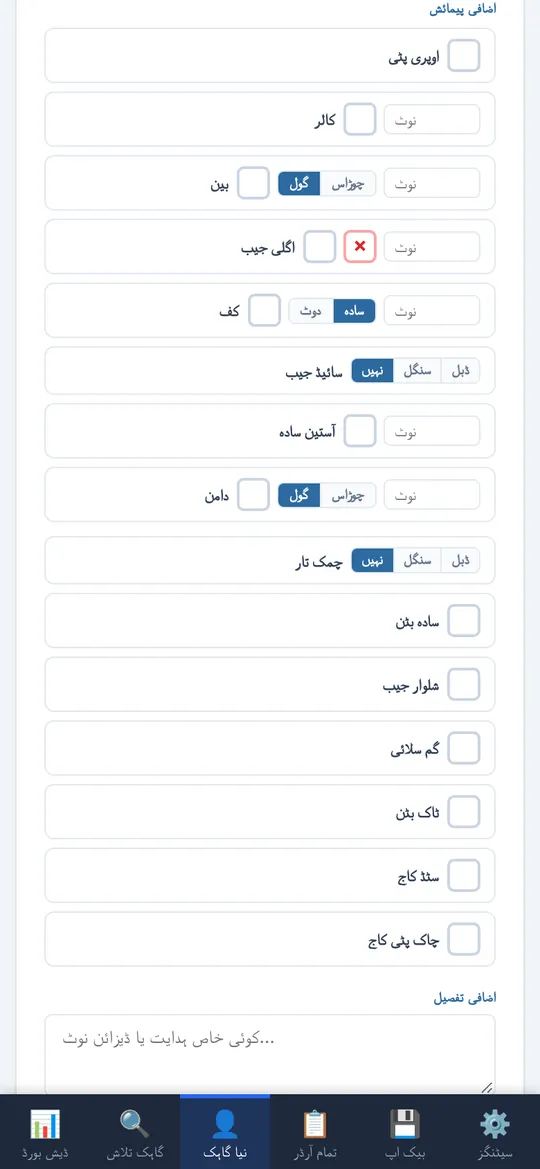 اضافی پیمائش
اوپری پٹی
نوٹ کالر
نوٹ چوڑاس گول بین
نوٹ ❌ اگلی جیب
نوٹ سادہ دوٹ کف
ڈبل سنگل نہیں سائیڈ جیب
نوٹ آستین سادہ
نوٹ چوڑاس گول دامن
ڈبل سنگل نہیں چمک تار
سادہ بٹن
شلوار جیب
گم سلائی
ٹاک بٹن
سٹڈ کاج
چاک پٹی کاج
اضافی تفصیل
کوئی خاص ہدایت یا ڈیزائن نوٹ...
سیٹنگز بیک اپ تمام آرڈر نیا گاہک گاہک تلاش ڈیش بورڈ